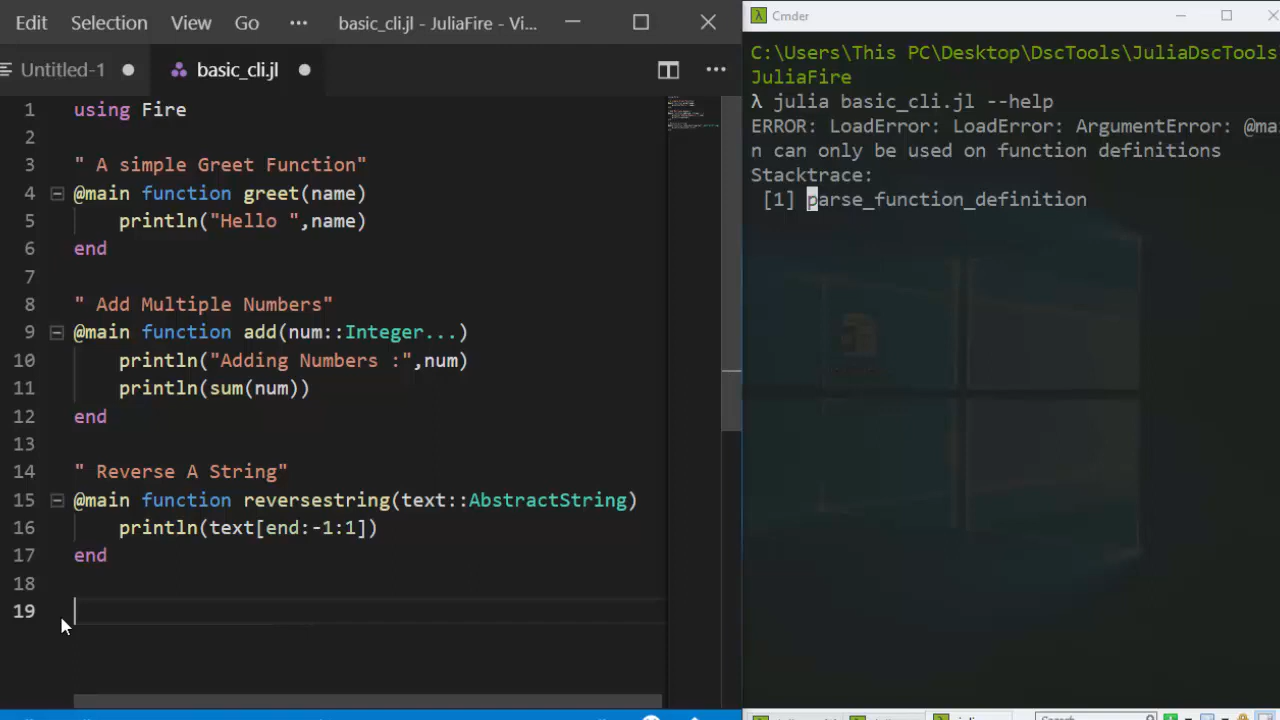 Edit Selection View Go ··· basic_cli.jl - JuliaFire - Vi...
Untitled-1 basic_cli.jl ···
1 using Fire
2
3 " A simple Greet Function"
4 @main function greet(name)
5 println("Hello ",name)
6 end
7
8 " Add Multiple Numbers"
9 @main function add(num::Integer...)
10 println("Adding Numbers :",num)
11 println(sum(num))
12 end
13
14 " Reverse A String"
15 @main function reversestring(text::AbstractString)
16 println(text[end:-1:1])
17 end
18
19
Cmder
C:\Users\This PC\Desktop\DscTools\JuliaDscTools
JuliaFire
λ julia basic_cli.jl --help
ERROR: LoadError: LoadError: ArgumentError: @mai
n can only be used on function definitions
Stacktrace:
[1] parse_function_definition
Search